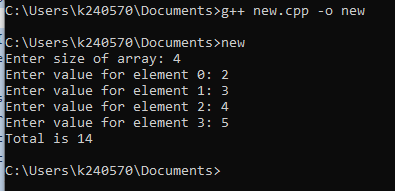 C:\Users\k240570\Documents>g++ new.cpp -o new
C:\Users\k240570\Documents>new
Enter size of array: 4
Enter value for element 0: 2
Enter value for element 1: 3
Enter value for element 2: 4
Enter value for element 3: 5
Total is 14
C:\Users\k240570\Documents>